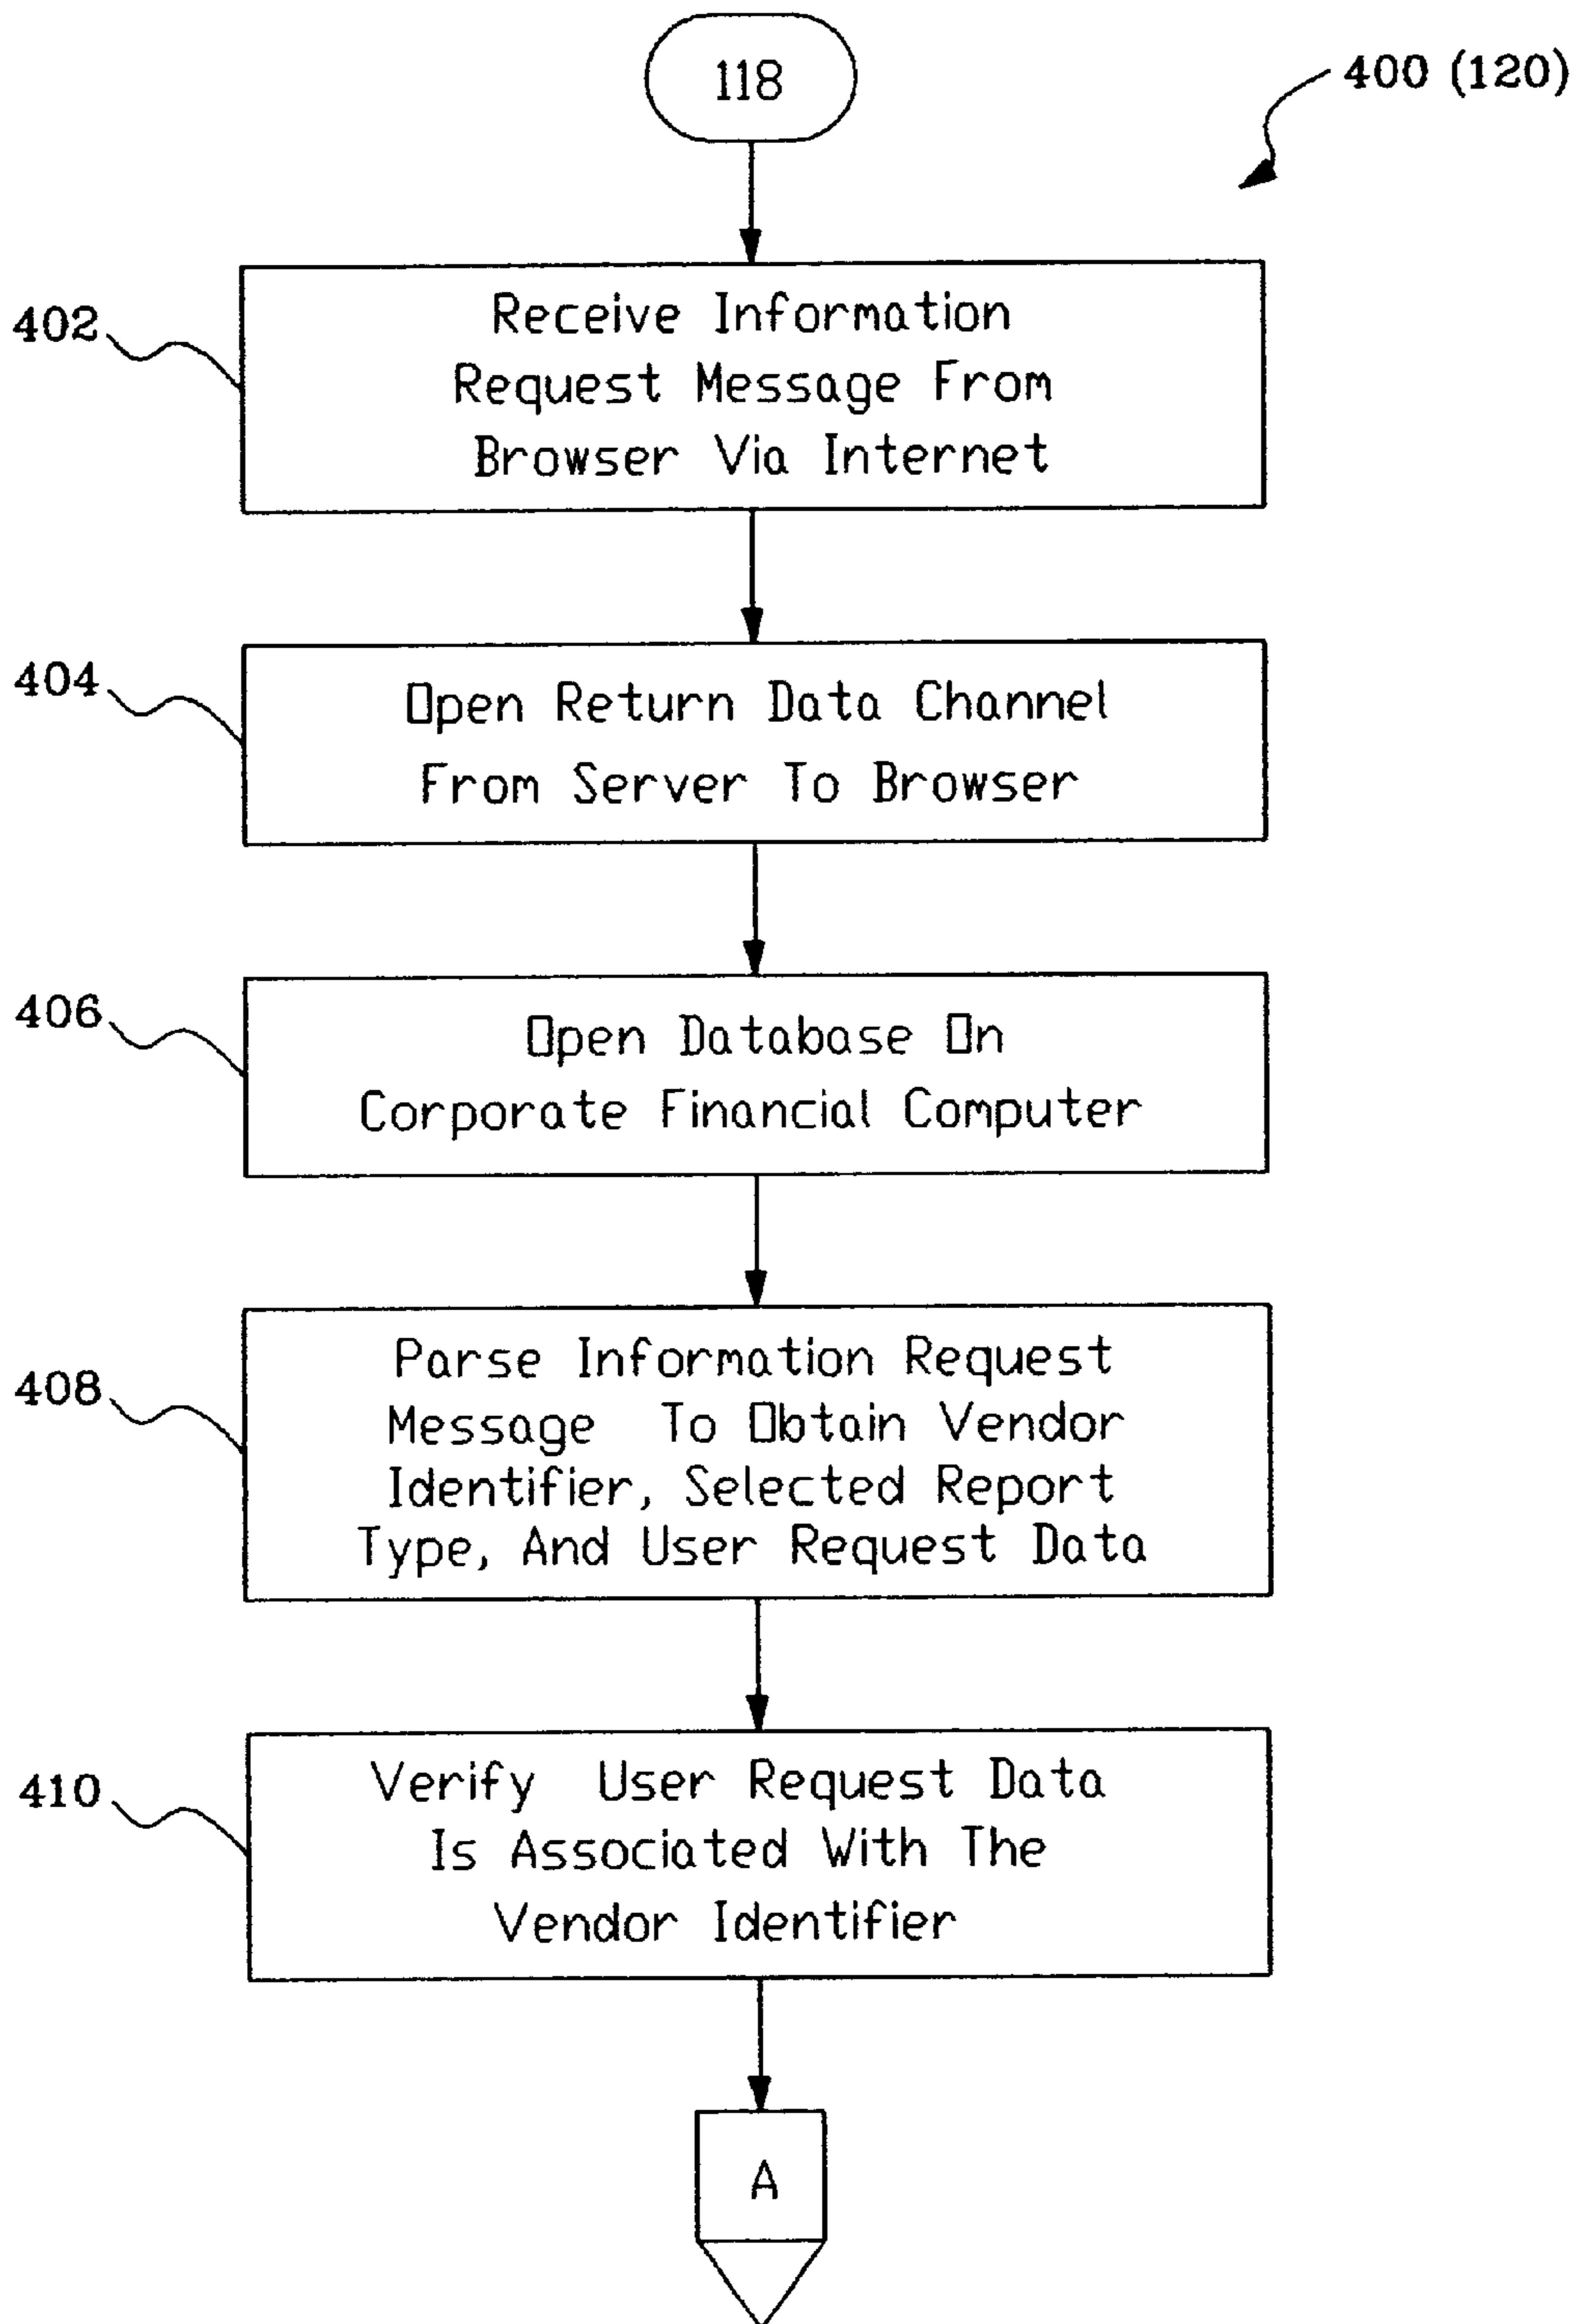 118
400 (120)
402
Receive Information
Request Message From
Browser Via Internet
404
Open Return Data Channel
From Server To Browser
406
Open Database On
Corporate Financial Computer
408
Parse Information Request
Message To Obtain Vendor
Identifier, Selected Report
Type, And User Request Data
410
Verify User Request Data
Is Associated With The
Vendor Identifier
A